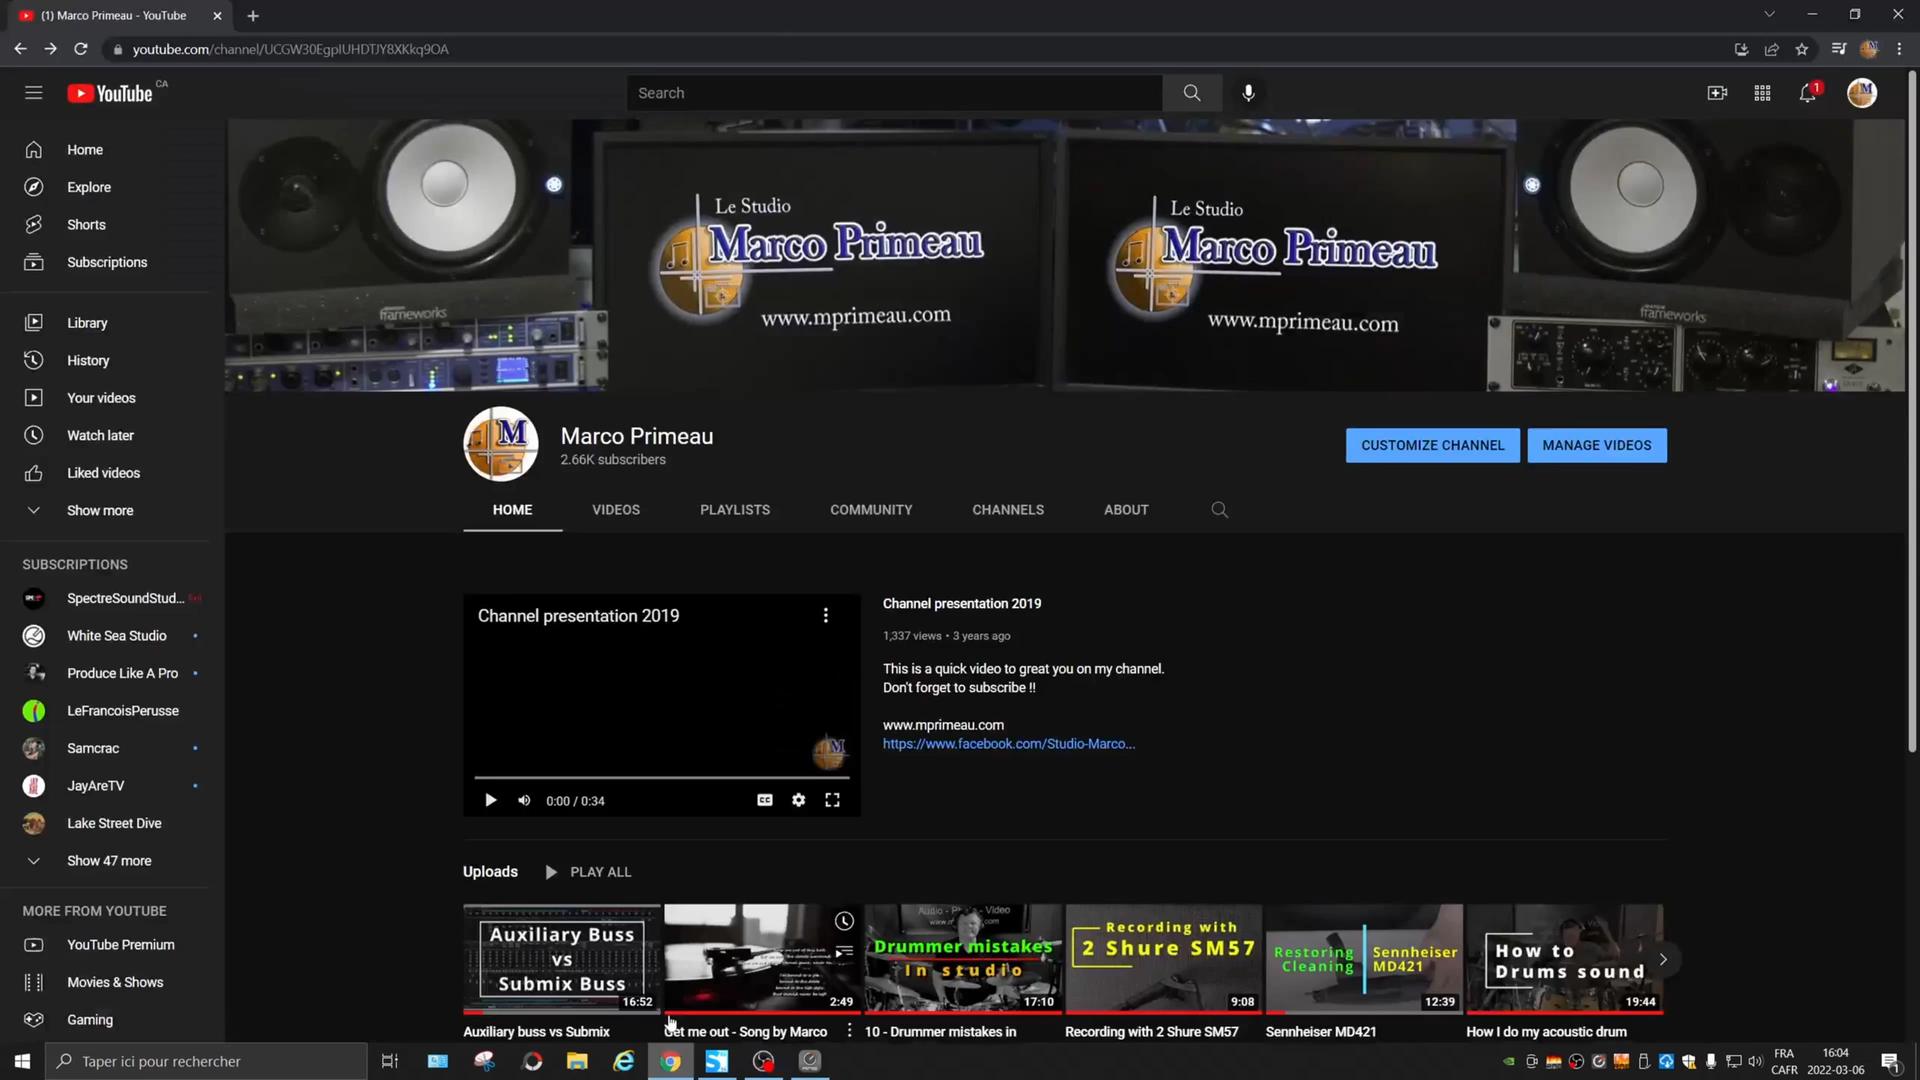 (1) Marco Primeau - YouTube
youtube.com/channel/UCGW30EgpIUHDTJY8XKkq9OA
YouTube CA
Search
1
Home
Explore
Shorts
Subscriptions
Library
History
Your videos
Watch later
Liked videos
Show more
SUBSCRIPTIONS
SpectreSoundStud...
White Sea Studio
Produce Like A Pro
LeFrancoisPerusse
Samcrac
JayAreTV
Lake Street Dive
Show 47 more
MORE FROM YOUTUBE
YouTube Premium
Movies & Shows
Gaming
Le Studio
Marco Primeau
www.mprimeau.com
Le Studio
Marco Primeau
www.mprimeau.com
frameworks
frameworks
M
Marco Primeau
2.66K subscribers
CUSTOMIZE CHANNEL
MANAGE VIDEOS
HOME
VIDEOS
PLAYLISTS
COMMUNITY
CHANNELS
ABOUT
Channel presentation 2019
0:00 / 0:34
Channel presentation 2019
1,337 views • 3 years ago
This is a quick video to great you on my channel.
Don't forget to subscribe !!
www.mprimeau.com
https://www.facebook.com/Studio-Marco...
Uploads
PLAY ALL
Auxiliary Buss
vs
Submix Buss
16:52
Auxiliary buss vs Submix
2:49
Get me out - Song by Marco
Audio - Photo - Video
Drummer mistakes
In studio
17:10
10 - Drummer mistakes in
Recording with
2 Shure SM57
9:08
Recording with 2 Shure SM57
Restoring
Cleaning
Sennheiser
MD421
12:39
Sennheiser MD421
How to
Drums sound
19:44
How I do my acoustic drum
Taper ici pour rechercher
FRA
CAFR
16:04
2022-03-06
1